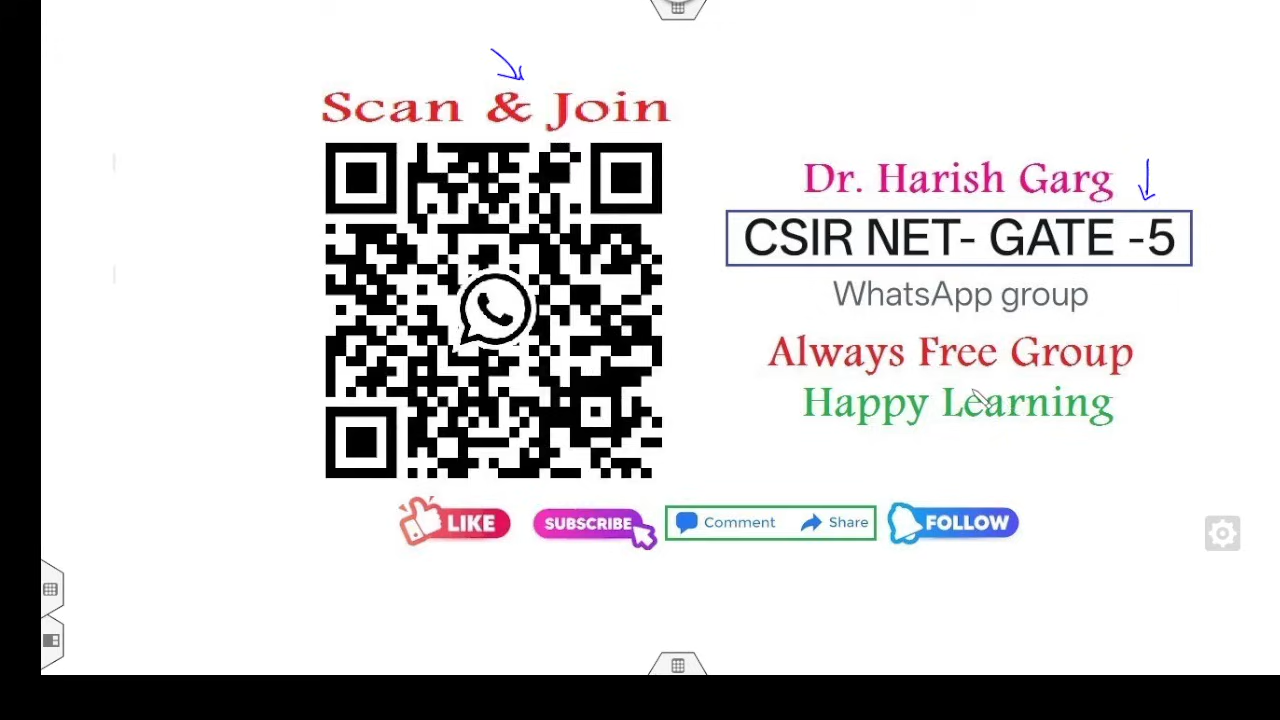 Scan & Join
Dr. Harish Garg
CSIR NET- GATE -5
WhatsApp group
Always Free Group
Happy Learning
LIKE
SUBSCRIBE
Comment
Share
FOLLOW